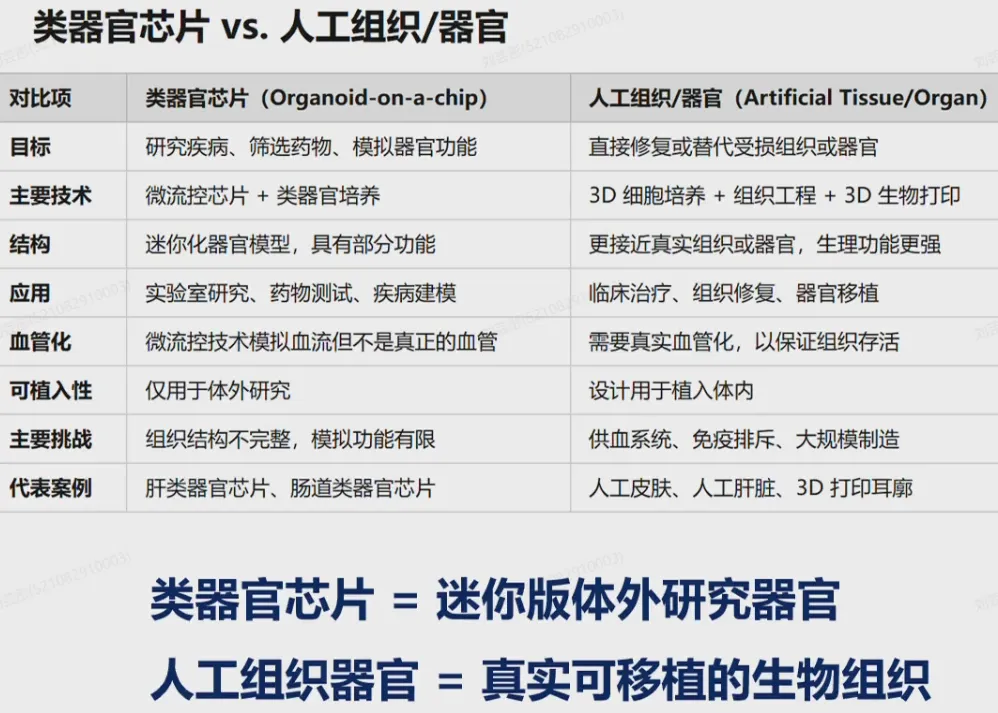 类器官芯片 vs. 人工组织/器官
对比项 类器官芯片（Organoid-on-a-chip） 人工组织/器官（Artificial Tissue/Organ）
目标 研究疾病、筛选药物、模拟器官功能 直接修复或替代受损组织或器官
主要技术 微流控芯片 + 类器官培养 3D 细胞培养 + 组织工程 + 3D 生物打印
结构 迷你化器官模型，具有部分功能 更接近真实组织或器官，生理功能更强
应用 实验室研究、药物测试、疾病建模 临床治疗、组织修复、器官移植
血管化 微流控技术模拟血流但不是真正的血管 需要真实血管化，以保证组织存活
可植入性 仅用于体外研究 设计用于植入体内
主要挑战 组织结构不完整，模拟功能有限 供血系统、免疫排斥、大规模制造
代表案例 肝类器官芯片、肠道类器官芯片 人工皮肤、人工肝脏、3D 打印耳廓
类器官芯片 = 迷你版体外研究器官
人工组织器官 = 真实可移植的生物组织